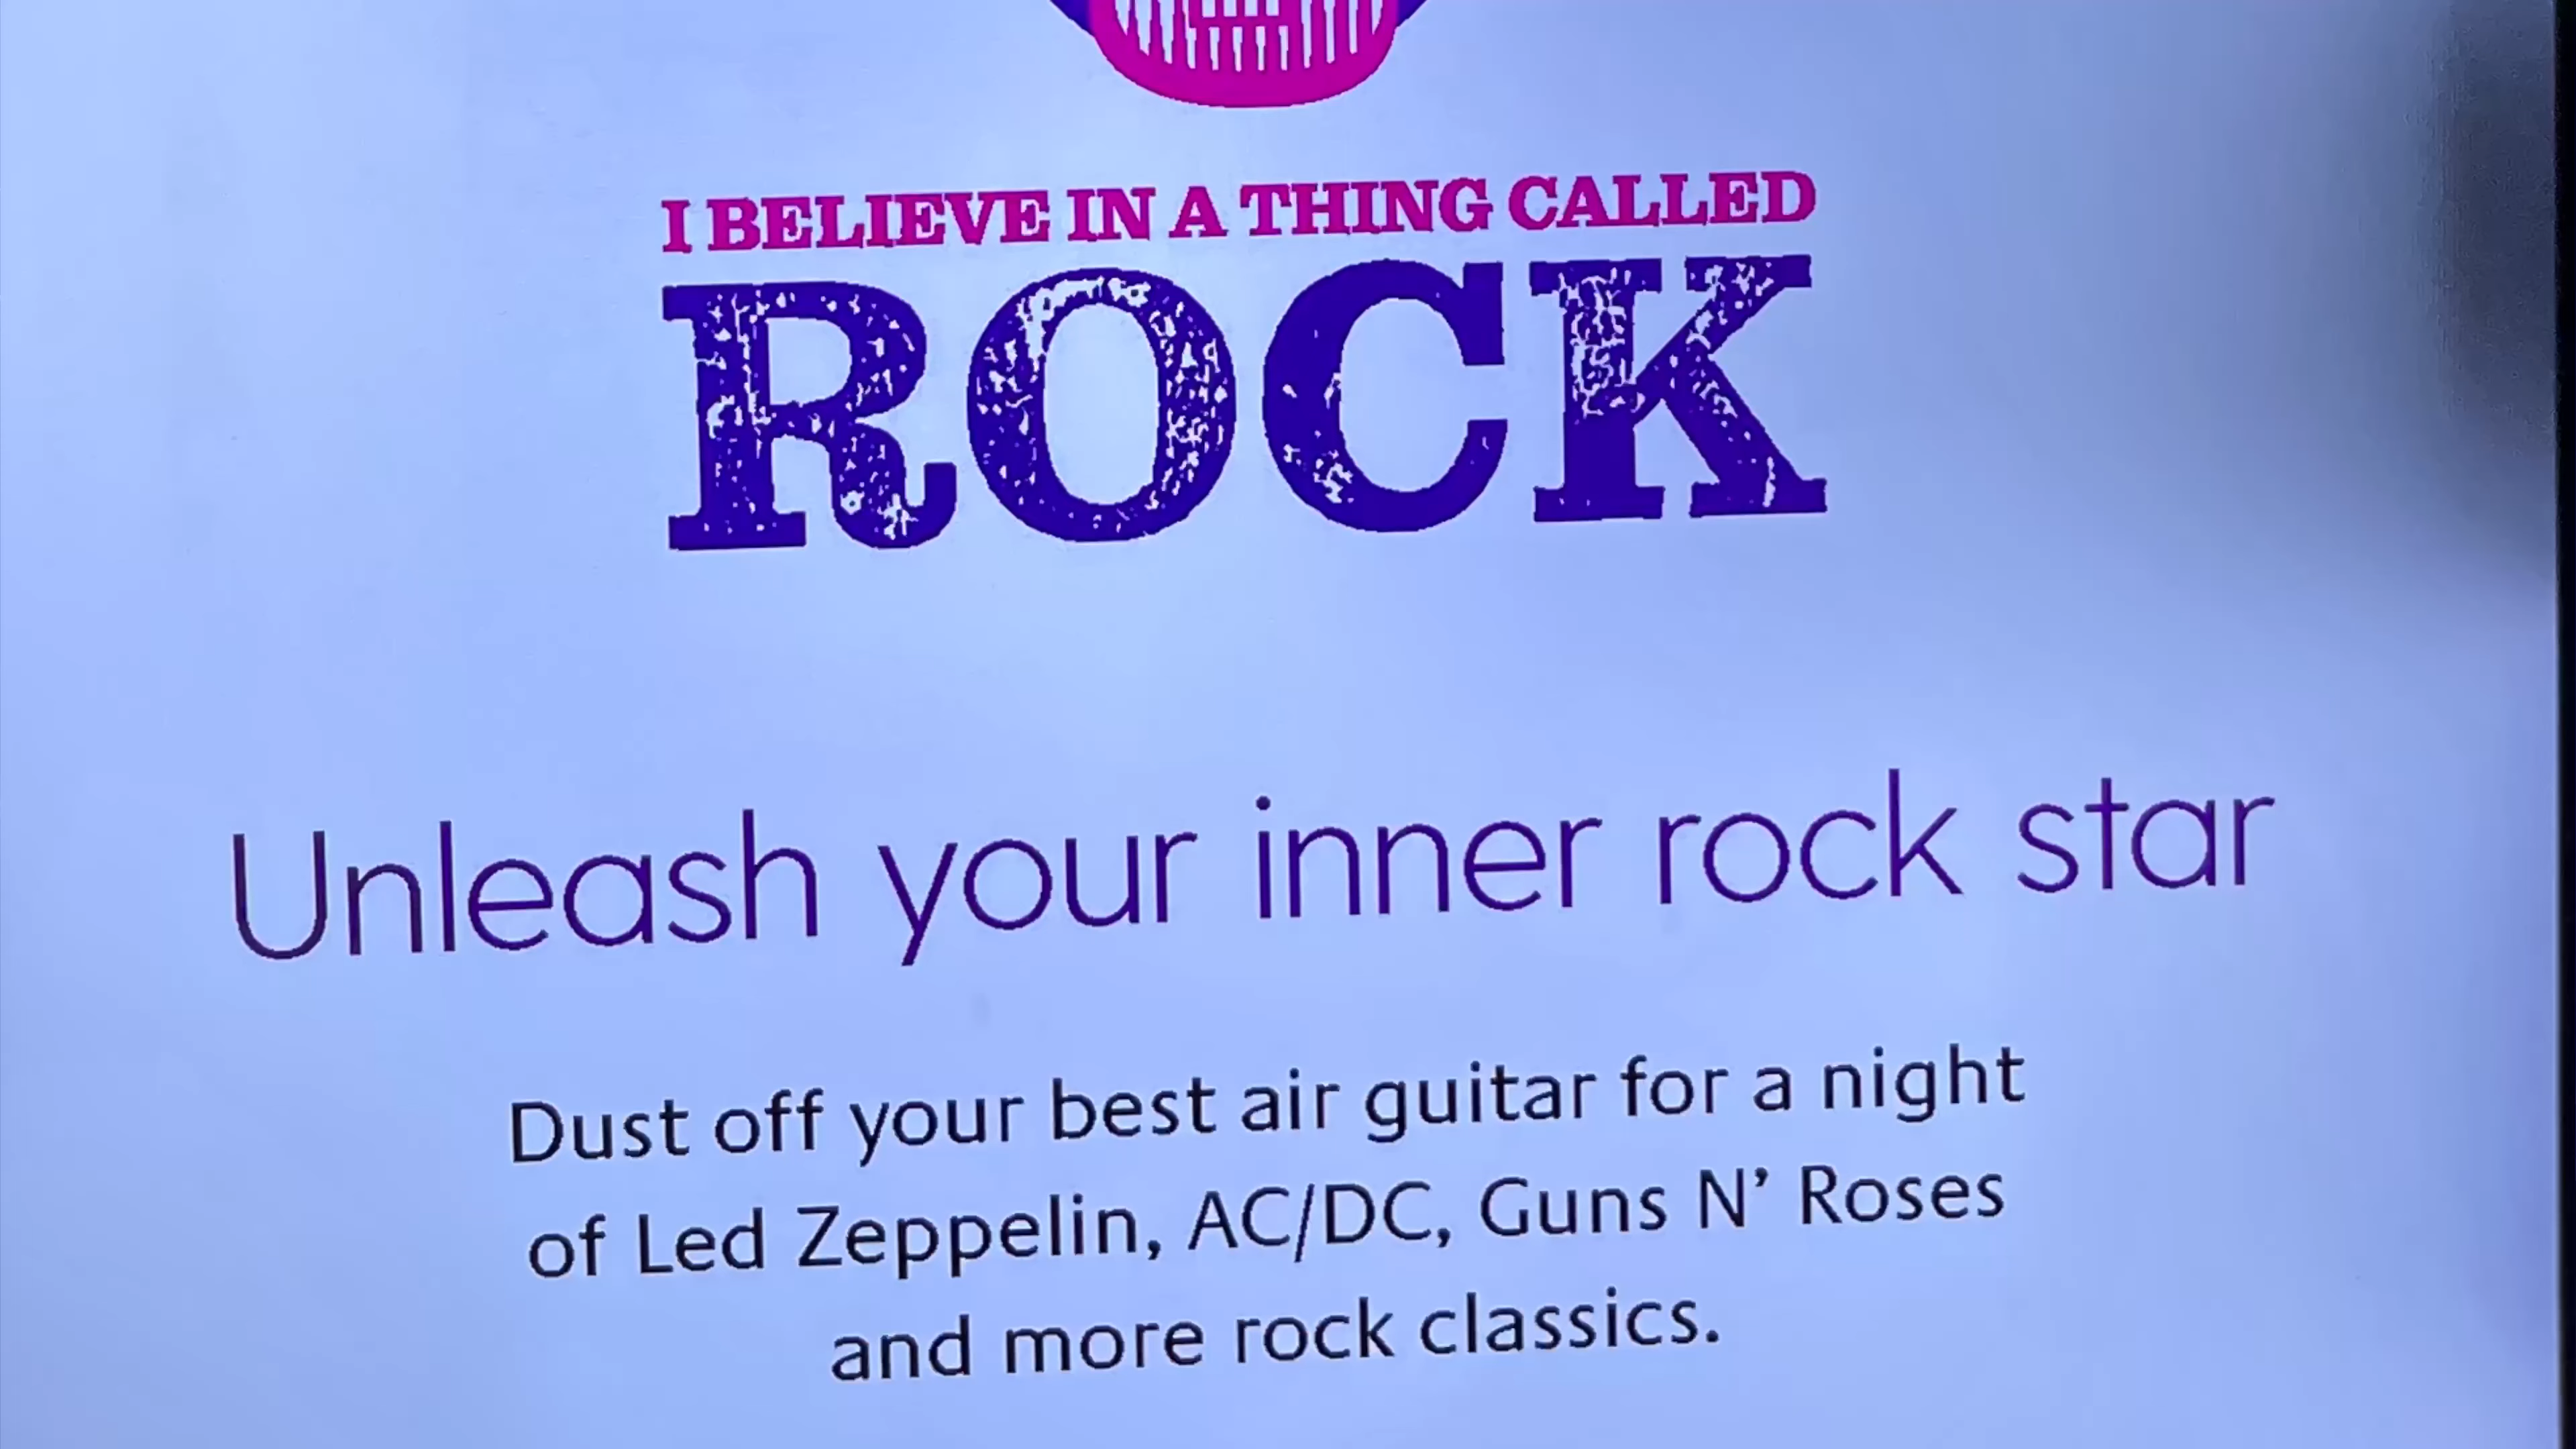 I BELIEVE IN A THING CALLED
ROCK
Unleash your inner rock star
Dust off your best air guitar for a night
of Led Zeppelin, AC/DC, Guns N’ Roses
and more rock classics.